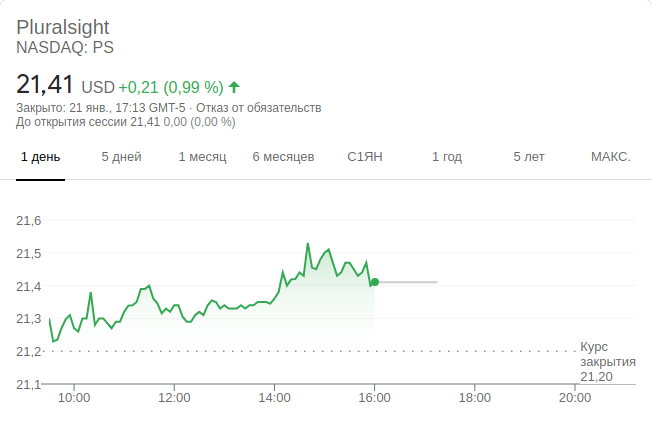 Pluralsight
NASDAQ: PS
21,41 USD +0,21 (0,99 %)
Закрыто: 21 янв., 17:13 GMT-5 · Отказ от обязательств
До открытия сессии 21,41 0,00 (0,00 %)
1 день 5 дней 1 месяц 6 месяцев С1ЯН 1 год 5 лет МАКС.
21,6
21,5
21,4
21,3
21,2
21,1
Курс
закрытия
21,20
10:00 12:00 14:00 16:00 18:00 20:00